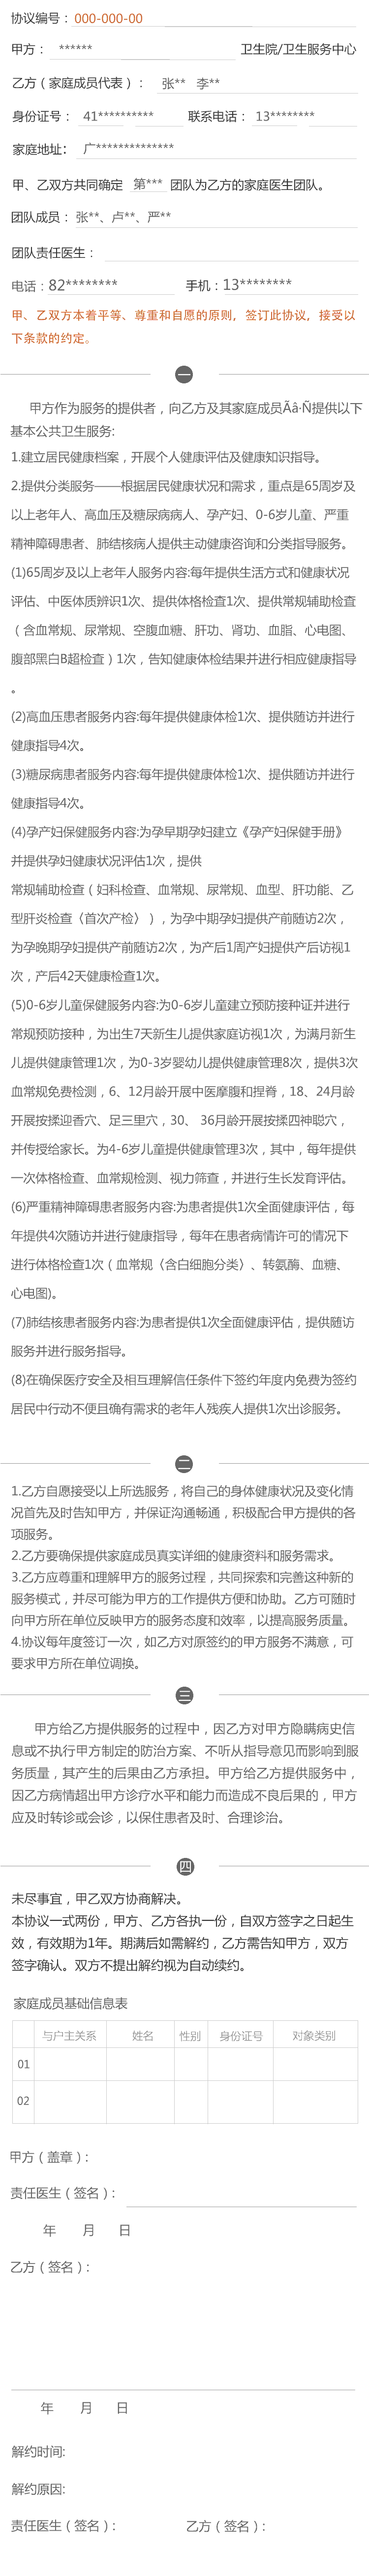 协议编号： 000-000-00
甲方： ****** 卫生院/卫生服务中心
乙方（家庭成员代表）： 张** 李**
身份证号： 41********** 联系电话： 13********
家庭地址： 广**************
甲、乙双方共同确定 第*** 团队为乙方的家庭医生团队。
团队成员： 张**、卢**、严**
团队责任医生：
电话：82******** 手机：13********
甲、乙双方本着平等、尊重和自愿的原则，签订此协议，接受以
下条款的约定。
一
甲方作为服务的提供者，向乙方及其家庭成员Ãâ·Ñ提供以下
基本公共卫生服务:
1.建立居民健康档案，开展个人健康评估及健康知识指导。
2.提供分类服务——根据居民健康状况和需求，重点是65周岁及
以上老年人、高血压及糖尿病病人、孕产妇、0-6岁儿童、严重
精神障碍患者、肺结核病人提供主动健康咨询和分类指导服务。
(1)65周岁及以上老年人服务内容:每年提供生活方式和健康状况
评估、中医体质辨识1次、提供体格检查1次、提供常规辅助检查
（含血常规、尿常规、空腹血糖、肝功、肾功、血脂、心电图、
腹部黑白B超检查）1次，告知健康体检结果并进行相应健康指导
。
(2)高血压患者服务内容:每年提供健康体检1次、提供随访并进行
健康指导4次。
(3)糖尿病患者服务内容:每年提供健康体检1次、提供随访并进行
健康指导4次。
(4)孕产妇保健服务内容:为孕早期孕妇建立《孕产妇保健手册》
并提供孕妇健康状况评估1次，提供
常规辅助检查（妇科检查、血常规、尿常规、血型、肝功能、乙
型肝炎检查〈首次产检〉），为孕中期孕妇提供产前随访2次，
为孕晚期孕妇提供产前随访2次，为产后1周产妇提供产后访视1
次，产后42天健康检查1次。
(5)0-6岁儿童保健服务内容:为0-6岁儿童建立预防接种证并进行
常规预防接种，为出生7天新生儿提供家庭访视1次，为满月新生
儿提供健康管理1次，为0-3岁婴幼儿提供健康管理8次，提供3次
血常规免费检测，6、12月龄开展中医摩腹和捏脊，18、24月龄
开展按揉迎香穴、足三里穴，30、 36月龄开展按揉四神聪穴，
并传授给家长。为4-6岁儿童提供健康管理3次，其中，每年提供
一次体格检查、血常规检测、视力筛查，并进行生长发育评估。
(6)严重精神障碍患者服务内容:为患者提供1次全面健康评估，每
年提供4次随访并进行健康指导，每年在患者病情许可的情况下
进行体格检查1次（血常规〈含白细胞分类〉、转氨酶、血糖、
心电图)。
(7)肺结核患者服务内容:为患者提供1次全面健康评估，提供随访
服务并进行服务指导。
(8)在确保医疗安全及相互理解信任条件下签约年度内免费为签约
居民中行动不便且确有需求的老年人残疾人提供1次出诊服务。
二
1.乙方自愿接受以上所选服务，将自己的身体健康状况及变化情
况首先及时告知甲方，并保证沟通畅通，积极配合甲方提供的各
项服务。
2.乙方要确保提供家庭成员真实详细的健康资料和服务需求。
3.乙方应尊重和理解甲方的服务过程，共同探索和完善这种新的
服务模式，并尽可能为甲方的工作提供方便和协助。乙方可随时
向甲方所在单位反映甲方的服务态度和效率，以提高服务质量。
4.协议每年度签订一次，如乙方对原签约的甲方服务不满意，可
要求甲方所在单位调换。
三
甲方给乙方提供服务的过程中，因乙方对甲方隐瞒病史信
息或不执行甲方制定的防治方案、不听从指导意见而影响到服
务质量，其产生的后果由乙方承担。甲方给乙方提供服务中，
因乙方病情超出甲方诊疗水平和能力而造成不良后果的，甲方
应及时转诊或会诊，以保住患者及时、合理诊治。
四
未尽事宜，甲乙双方协商解决。
本协议一式两份，甲方、乙方各执一份，自双方签字之日起生
效，有效期为1年。期满后如需解约，乙方需告知甲方，双方
签字确认。双方不提出解约视为自动续约。
家庭成员基础信息表
与户主关系 姓名 性别 身份证号 对象类别
01
02
甲方（盖章）:
责任医生（签名）:
年 月 日
乙方（签名）:
年 月 日
解约时间:
解约原因:
责任医生（签名）: 乙方（签名）: